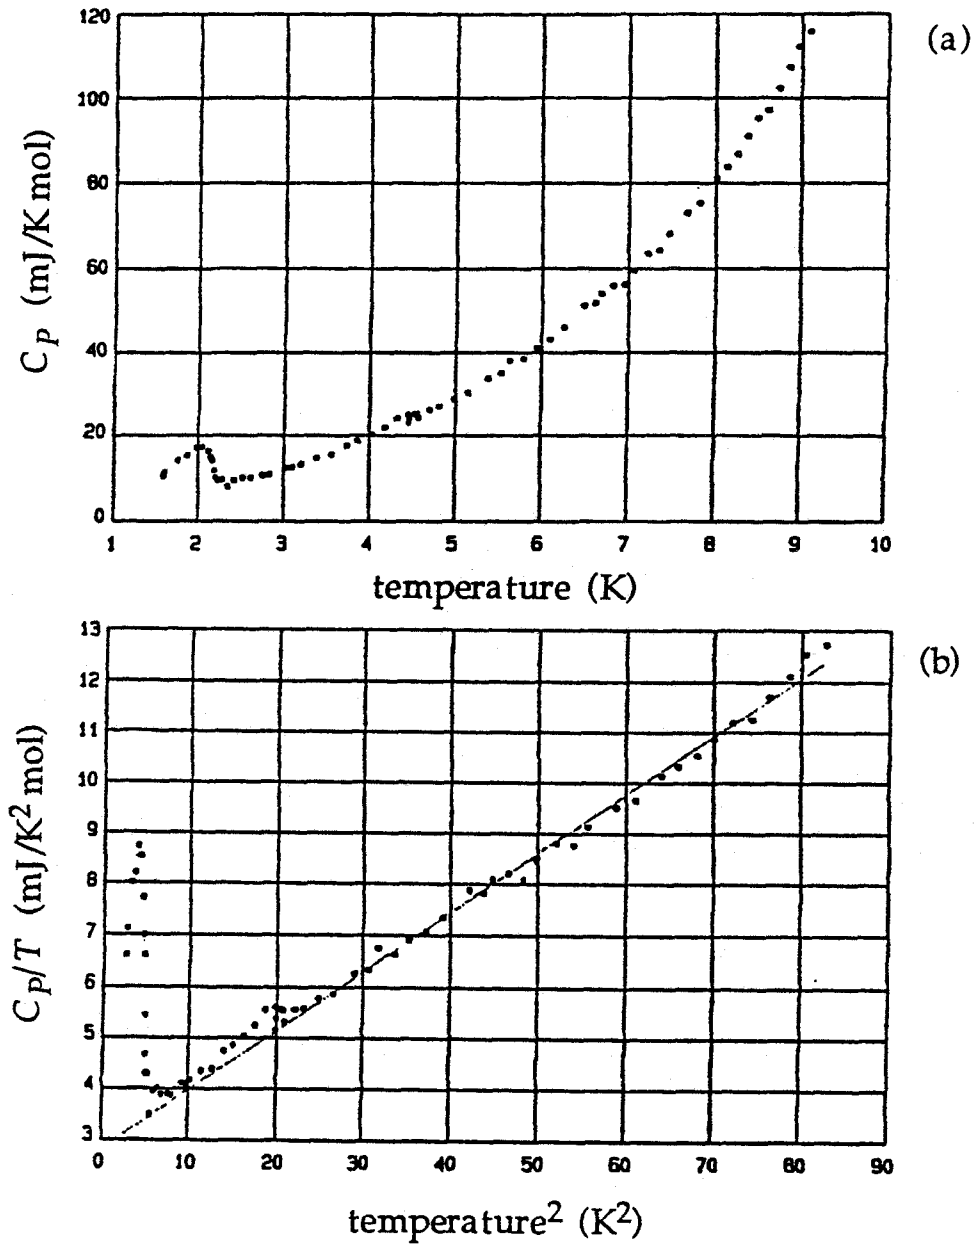 (a)
120
100
80
60
40
20
0
C_P (mJ/K mol)
1 2 3 4 5 6 7 8 9 10
temperature (K)
(b)
13
12
11
10
9
8
7
6
5
4
3
C_P/T (mJ/K² mol)
0 10 20 30 40 50 60 70 80 90
temperature² (K²)